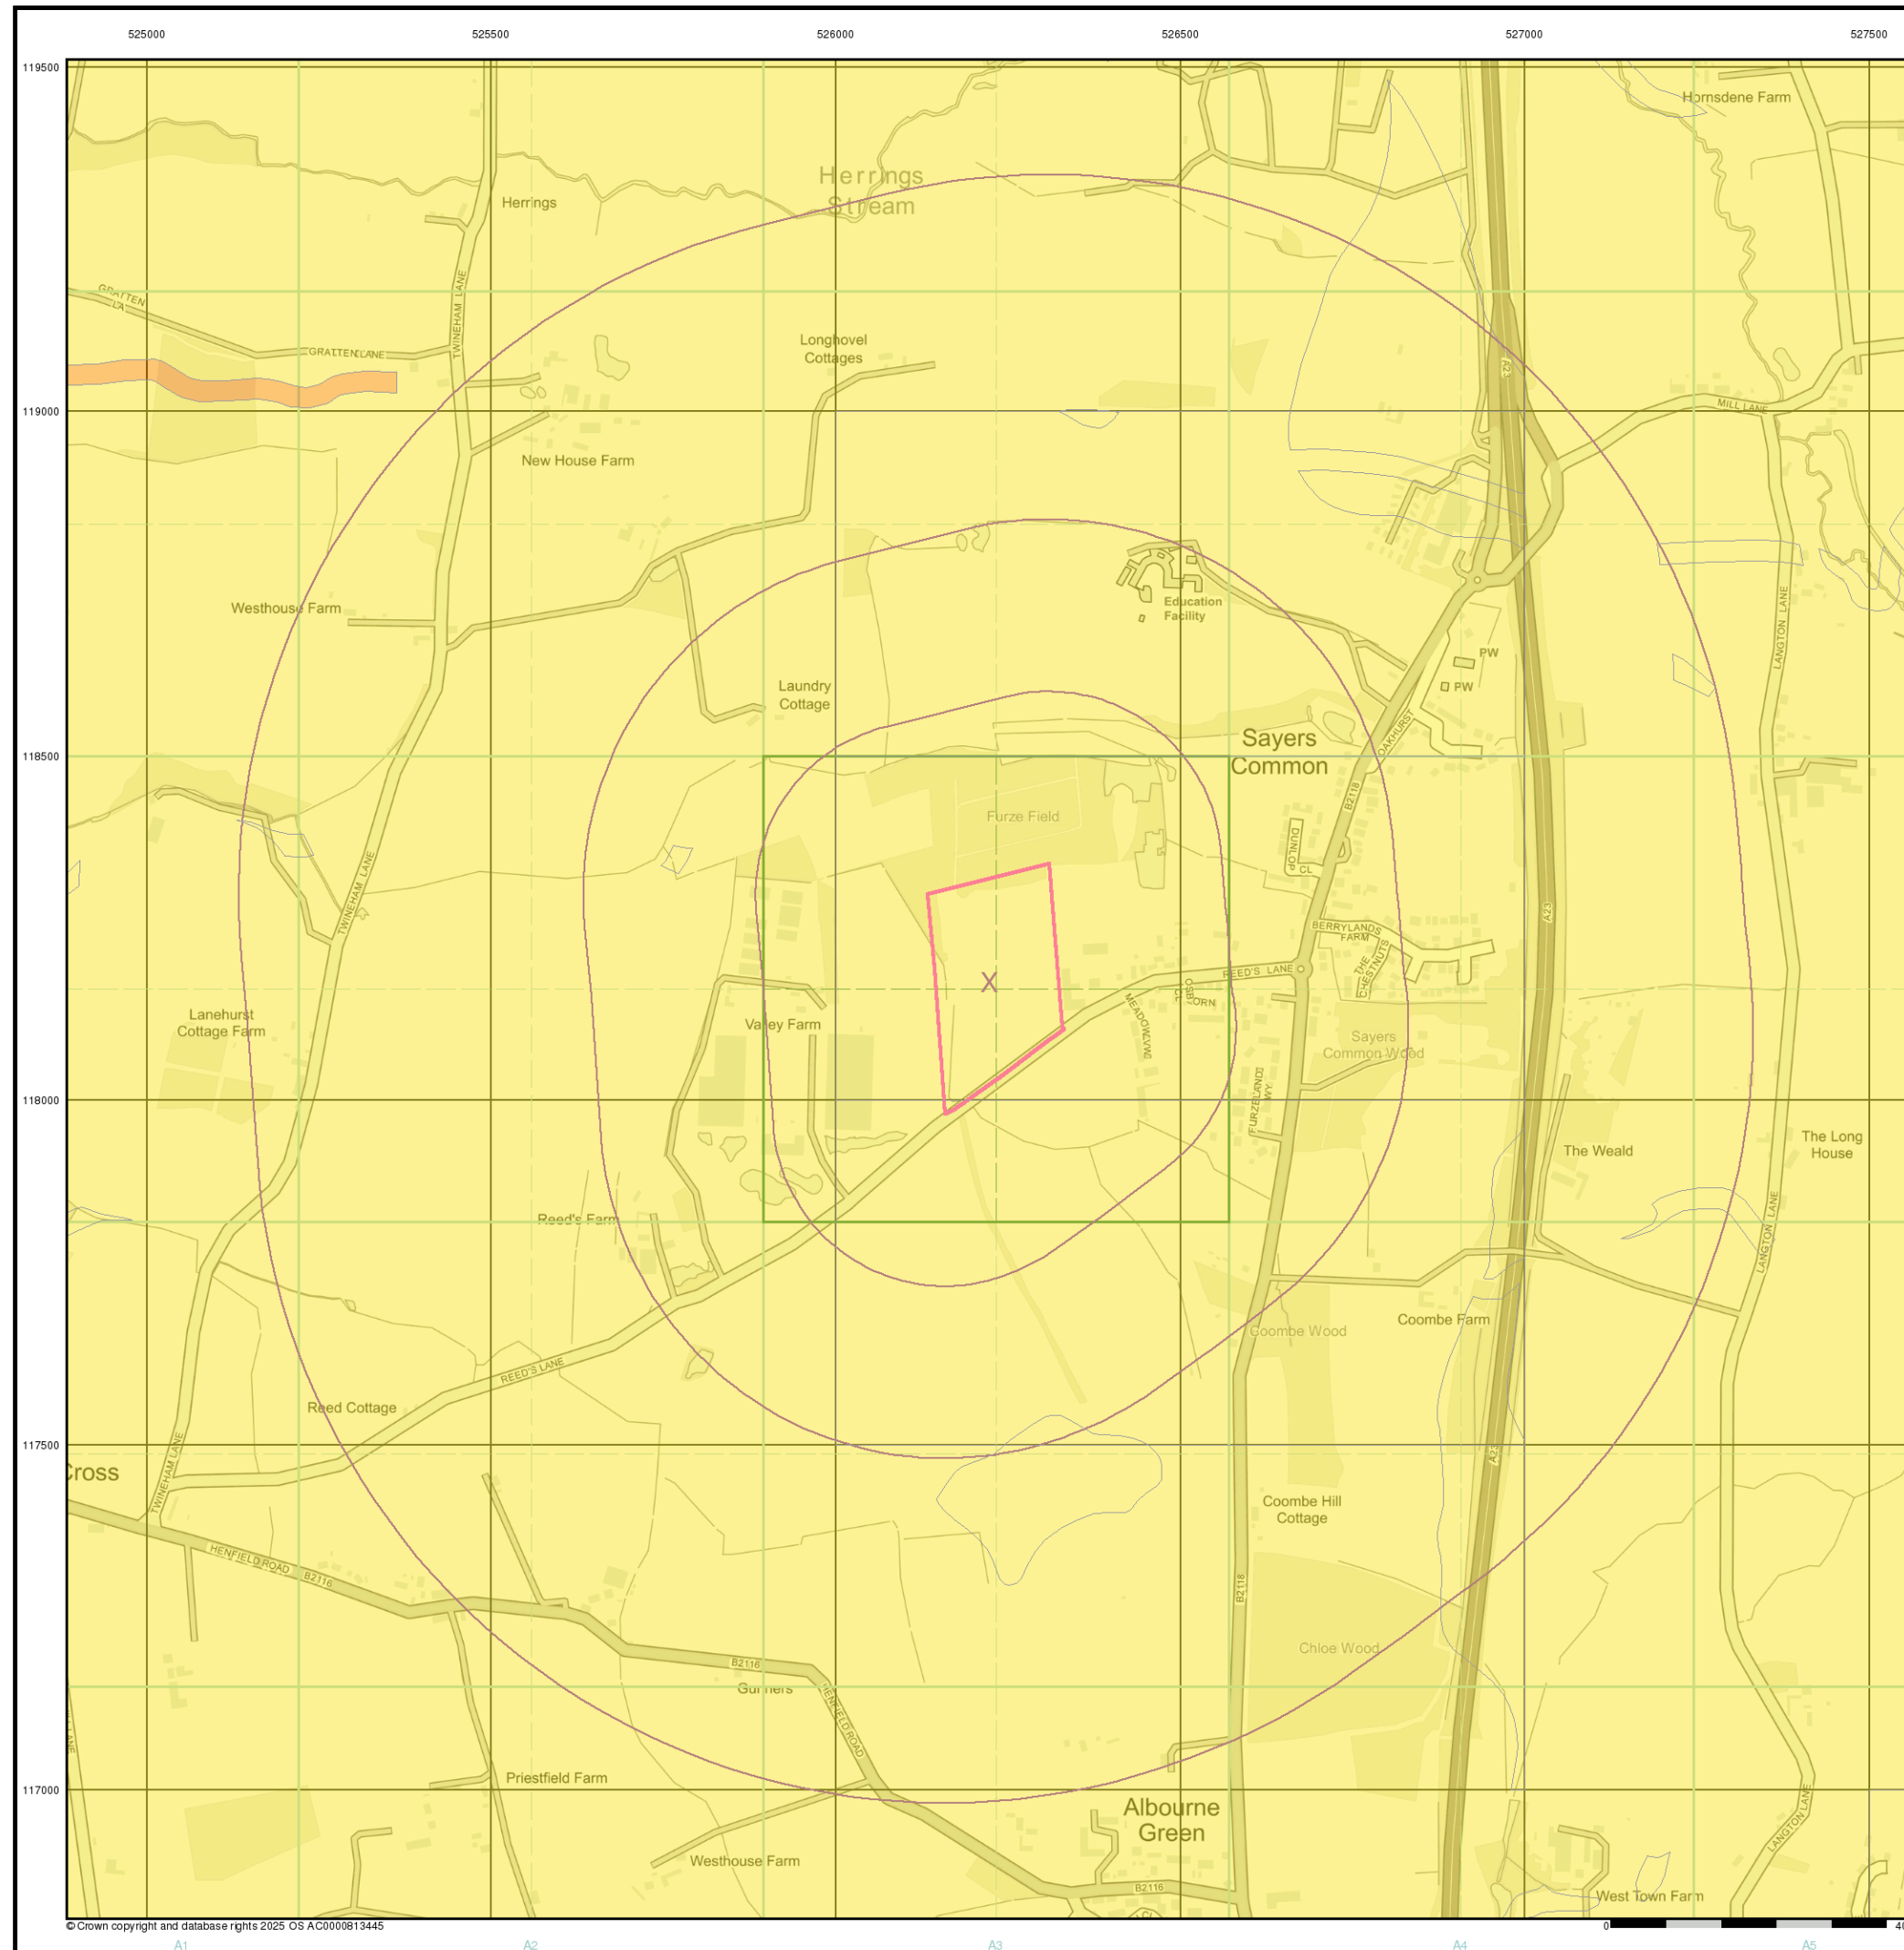 525000 525500 526000 526500 527000 527500
119500
Hornsdene Farm
Herrings
Stream
Herrings
GRATTEN
LA
TWINEHAM LANE
GRATTEN LANE
Longhovel
Cottages
A23
119000
MILL LANE
New House Farm
Education
Facility
Westhouse Farm
LANGTON LANE
PW
PW
Laundry
Cottage
OAKHURST
Sayers
Common
118500
B2118
Furze Field
DUNLOP
CL
TWINEHAM LANE
A23
BERRYLANDS
FARM
THE
CHESTNUTS
REED'S LANE
X
Lanehurst
Cottage Farm
Valley Farm
Sayers
Common Wood
118000
FURZELAND
WY
The Long
House
The Weald
Reed's Farm
LANGTON LANE
Coombe Farm
Coombe Wood
REED'S LANE
Reed Cottage
117500
A23
Cross
TWINEHAM LANE
Coombe Hill
Cottage
HENFIELD ROAD B2116
B2118
Chloe Wood
B2116
Gunners
HENFIELD ROAD
LANE
117000
Priestfield Farm
Albourne
Green
LANGTON LANE
Westhouse Farm
B2116
West Town Farm
© Crown copyright and database rights 2025 OS AC0000813445
0
A1 A2 A3 A4 A5